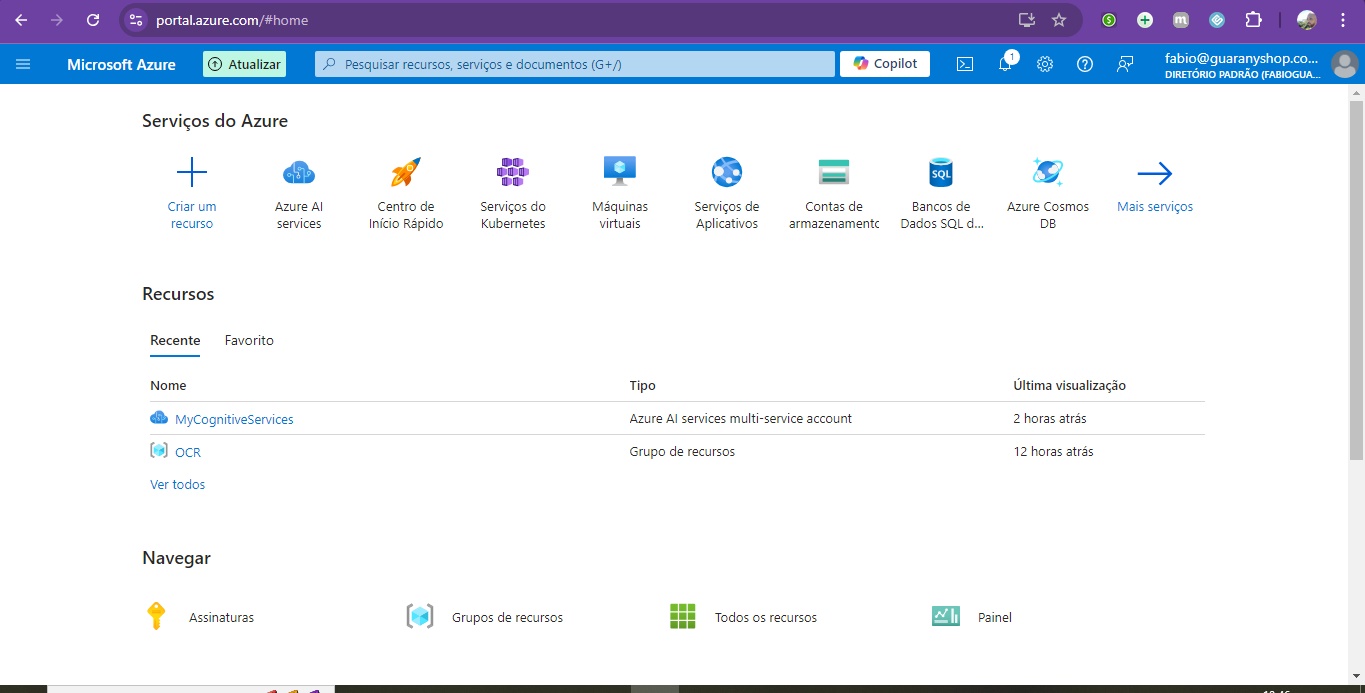 portal.azure.com/#home
Microsoft Azure
Atualizar
Pesquisar recursos, serviços e documentos (G+/)
Copilot
1
fabio@guaranyshop.co...
DIRETÓRIO PADRÃO (FABIOGUA...
Serviços do Azure
Criar um
recurso
Azure AI
services
Centro de
Início Rápido
Serviços do
Kubernetes
Máquinas
virtuais
Serviços de
Aplicativos
Contas de
armazenamento
SQL
Bancos de
Dados SQL d...
Azure Cosmos
DB
Mais serviços
Recursos
Recente Favorito
Nome Tipo Última visualização
MyCognitiveServices Azure AI services multi-service account 2 horas atrás
OCR Grupo de recursos 12 horas atrás
Ver todos
Navegar
Assinaturas Grupos de recursos Todos os recursos Painel